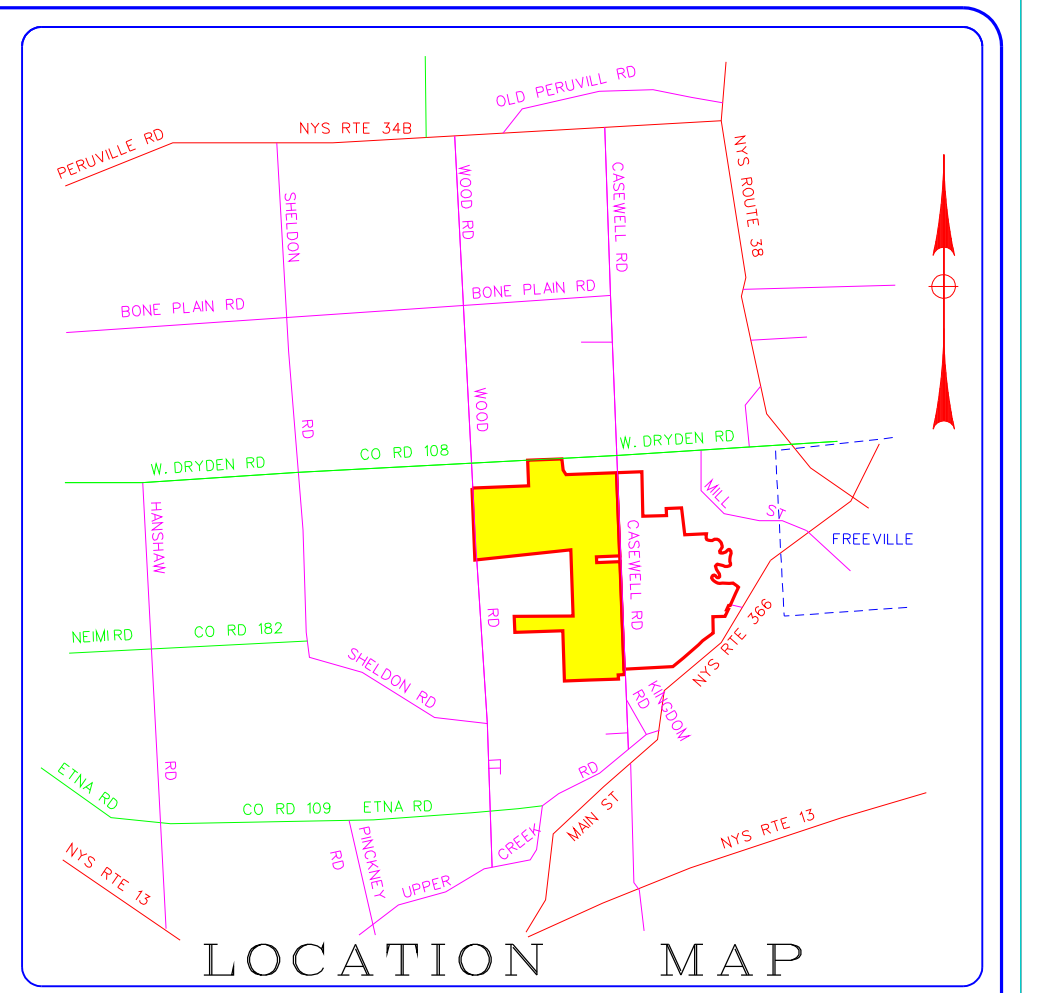 OLD PERUVILL RD
NYS RTE 34B
PERUVILLE RD
NYS ROUTE 38
SHELDON
WOOD RD
CASEWELL RD
BONE PLAIN RD
BONE PLAIN RD
WOOD
RD
W. DRYDEN RD
CO RD 108
W. DRYDEN RD
HANSHAW
MILL ST
CASEWELL RD
FREEVILLE
RD
NEIMI RD
CO RD 182
NYS RTE 366
SHELDON RD
KINGDOM
RD
ETNA RD
RD
RD
CO RD 109
ETNA RD
MAIN ST
NYS RTE 13
PINCKNEY
RD
NYS RTE 13
UPPER
CREEK
LOCATION MAP